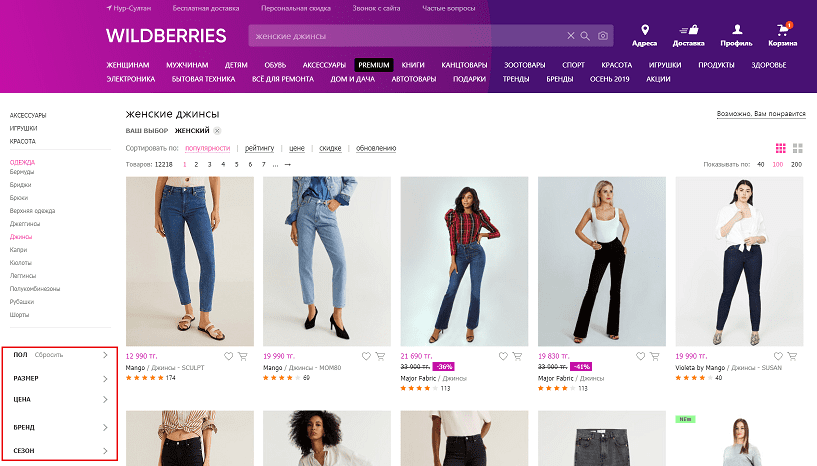 Нур-Султан Бесплатная доставка Персональная скидка Звонок с сайта Частые вопросы
WILDBERRIES
женские джинсы
Адреса Доставка Профиль Корзина
1
ЖЕНЩИНАМ МУЖЧИНАМ ДЕТЯМ ОБУВЬ АКСЕССУАРЫ PREMIUM КНИГИ КАНЦТОВАРЫ ЗООТОВАРЫ СПОРТ КРАСОТА ИГРУШКИ ПРОДУКТЫ ЗДОРОВЬЕ
ЭЛЕКТРОНИКА БЫТОВАЯ ТЕХНИКА ВСЁ ДЛЯ РЕМОНТА ДОМ И ДАЧА АВТОТОВАРЫ ПОДАРКИ ТРЕНДЫ БРЕНДЫ ОСЕНЬ 2019 АКЦИИ
АКСЕССУАРЫ
ИГРУШКИ
КРАСОТА
ОДЕЖДА
Бермуды
Бриджи
Брюки
Верхняя одежда
Джеггинсы
Джинсы
Капри
Кюлоты
Леггинсы
Полукомбинезоны
Рубашки
Шорты
ПОЛ Сбросить
РАЗМЕР
ЦЕНА
БРЕНД
СЕЗОН
женские джинсы
Возможно, Вам понравится
ВАШ ВЫБОР ЖЕНСКИЙ
Сортировать по: популярности | рейтингу | цене | скидке | обновлению
Товаров: 12218 1 2 3 4 5 6 7 ... →
Показывать по: 40 100 200
12 990 тг.
Mango / Джинсы - SCULPT
174
19 990 тг.
Mango / Джинсы - MOM80
69
21 690 тг.
33 900 тг. -36%
Major Fabric / Джинсы
113
19 830 тг.
33 900 тг. -41%
Major Fabric / Джинсы
113
19 990 тг.
Violeta by Mango / Джинсы - SUSAN
40
NEW